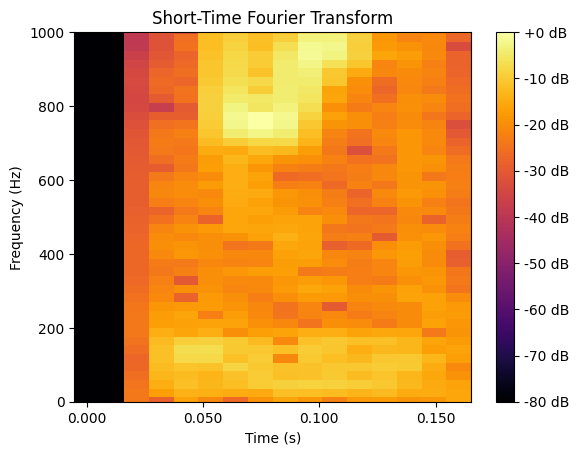 Short-Time Fourier Transform
1000
800
600
400
200
0
Frequency (Hz)
0.000
0.050
0.100
0.150
Time (s)
+0 dB
-10 dB
-20 dB
-30 dB
-40 dB
-50 dB
-60 dB
-70 dB
-80 dB